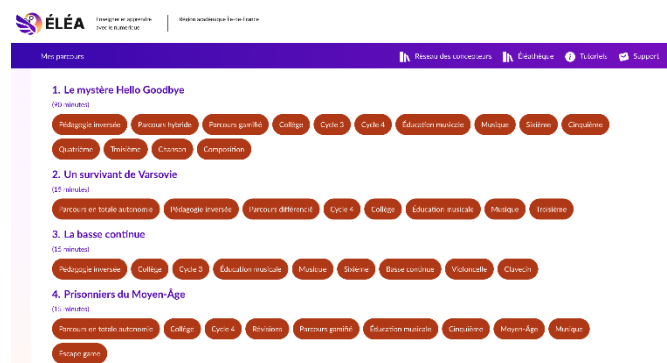 ÉLÉA
Enseigner et apprendre
avec le numérique
Région académique Île-de-France
Mes parcours
Réseau des concepteurs
Éléathèque
Tutoriels
Support
1. Le mystère Hello Goodbye
(90 minutes)
Pédagogie inversée Parcours hybride Parcours gamifié Collège Cycle 3 Cycle 4 Éducation musicale Musique Sixième Cinquième
Quatrième Troisième Chanson Composition
2. Un survivant de Varsovie
(15 minutes)
Parcours en totale autonomie Pédagogie inversée Parcours différencié Cycle 4 Collège Éducation musicale Musique Troisième
3. La basse continue
(15 minutes)
Pédagogie inversée Collège Cycle 3 Éducation musicale Musique Sixième Basse continue Violoncelle Clavecin
4. Prisonniers du Moyen-Âge
(15 minutes)
Parcours en totale autonomie Collège Cycle 4 Révisions Parcours gamifié Éducation musicale Cinquième Moyen-Âge Musique
Escape game